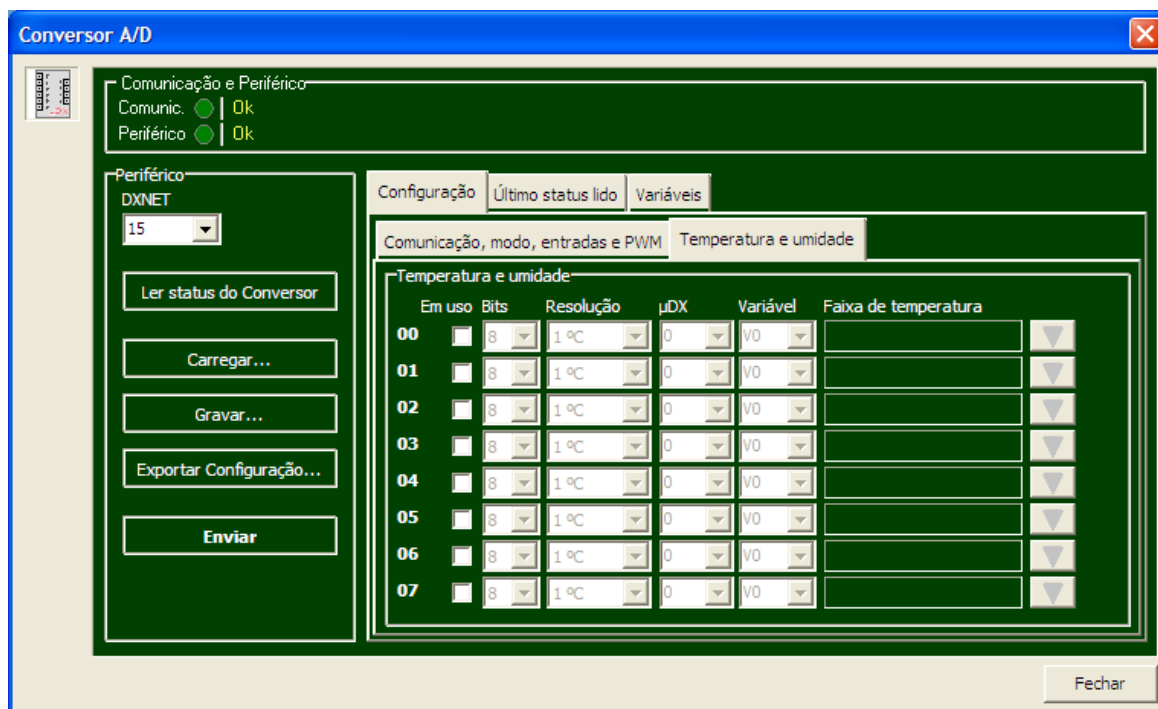 Conversor A/D
Comunicação e Periférico
Comunic. Ok
Periférico Ok
Periférico
DXNET
15
Ler status do Conversor
Carregar...
Gravar...
Exportar Configuração...
Enviar
Configuração Último status lido Variáveis
Comunicação, modo, entradas e PWM Temperatura e umidade
Temperatura e umidade
Em uso Bits Resolução µDX Variável Faixa de temperatura
00 8 1 ºC 0 V0
01 8 1 ºC 0 V0
02 8 1 ºC 0 V0
03 8 1 ºC 0 V0
04 8 1 ºC 0 V0
05 8 1 ºC 0 V0
06 8 1 ºC 0 V0
07 8 1 ºC 0 V0
Fechar